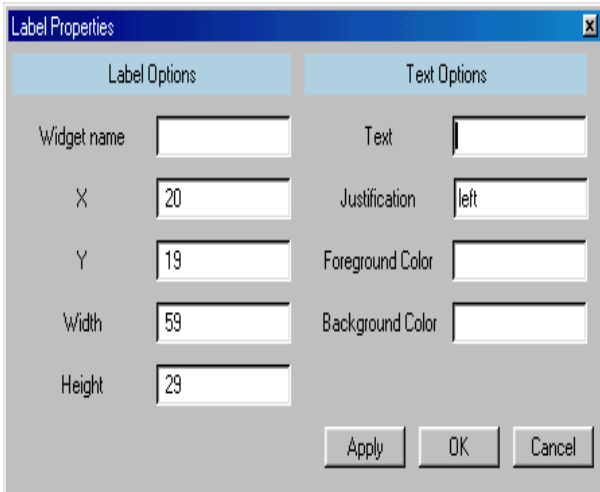 Label Properties
Label Options
Widget name
X 20
Y 19
Width 59
Height 29
Text Options
Text
Justification left
Foreground Color
Background Color
Apply OK Cancel